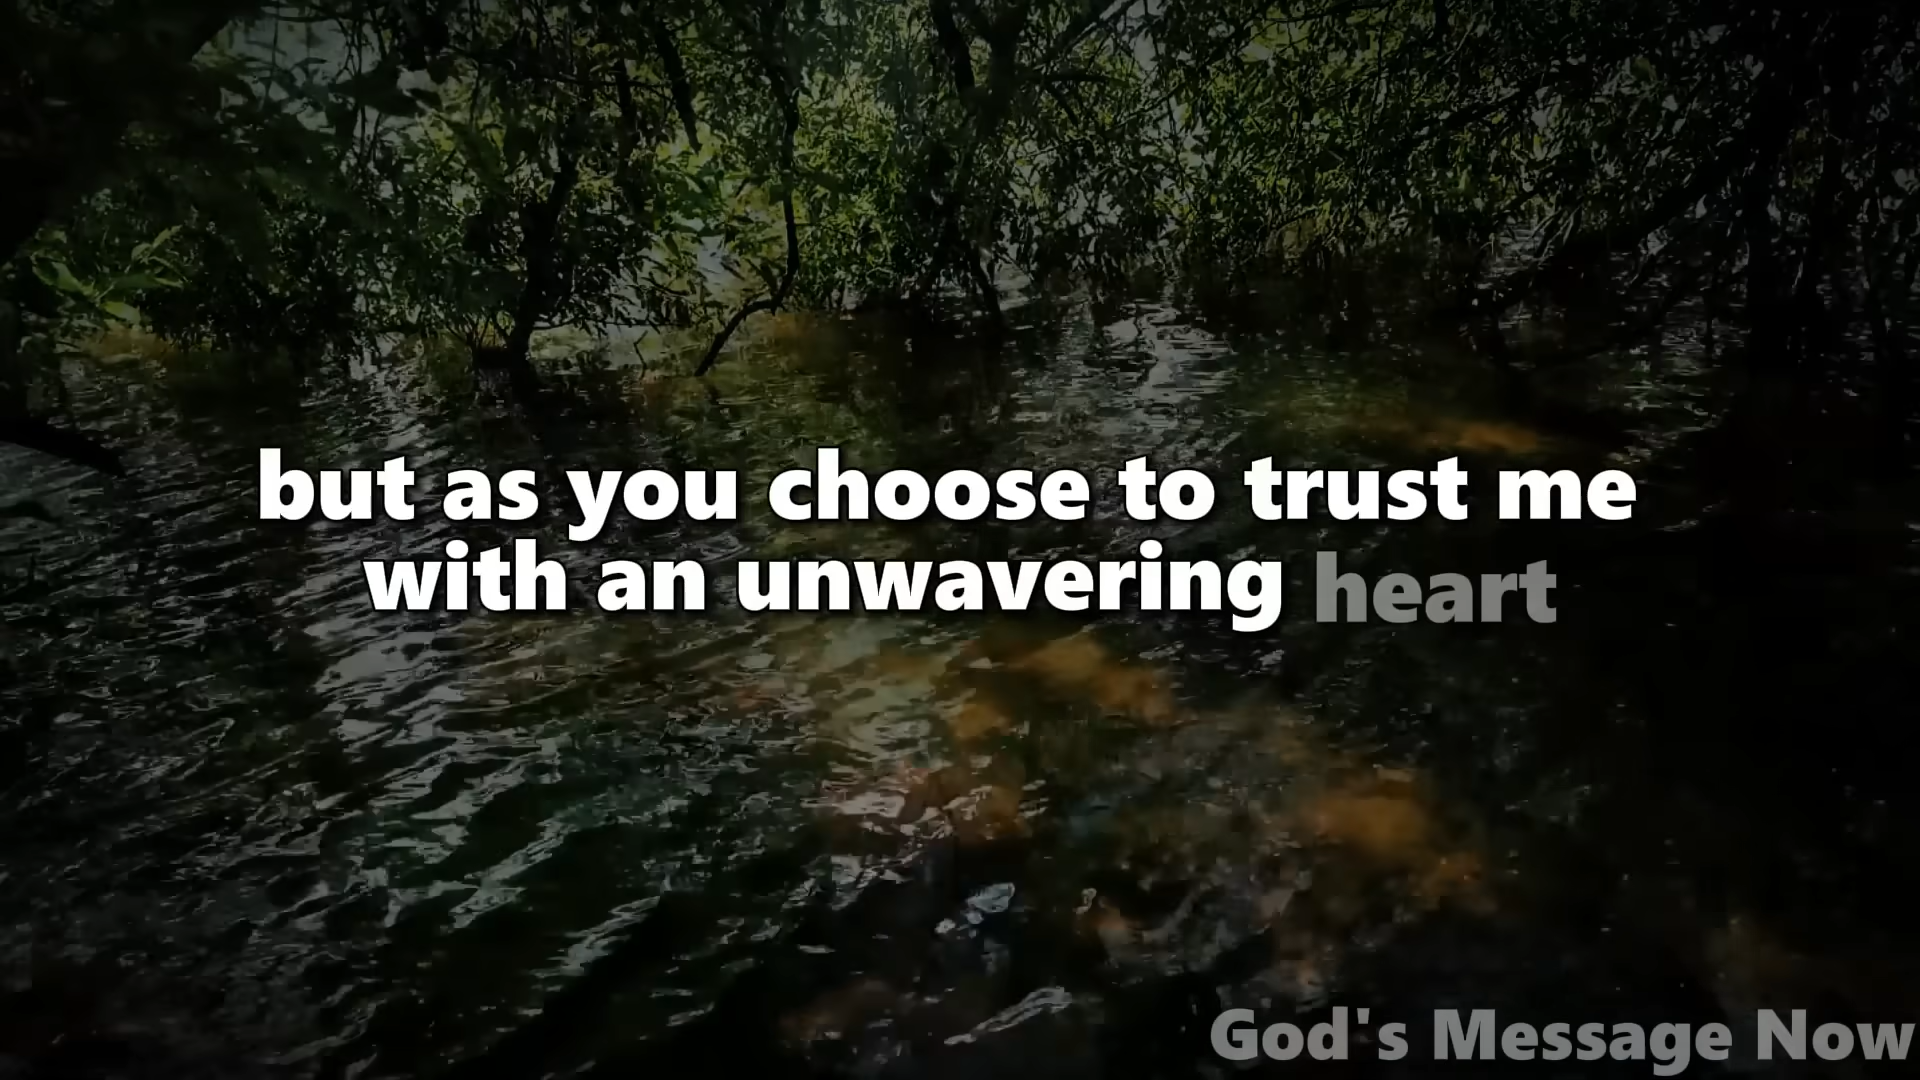 but as you choose to trust me
with an unwavering heart
God's Message Now